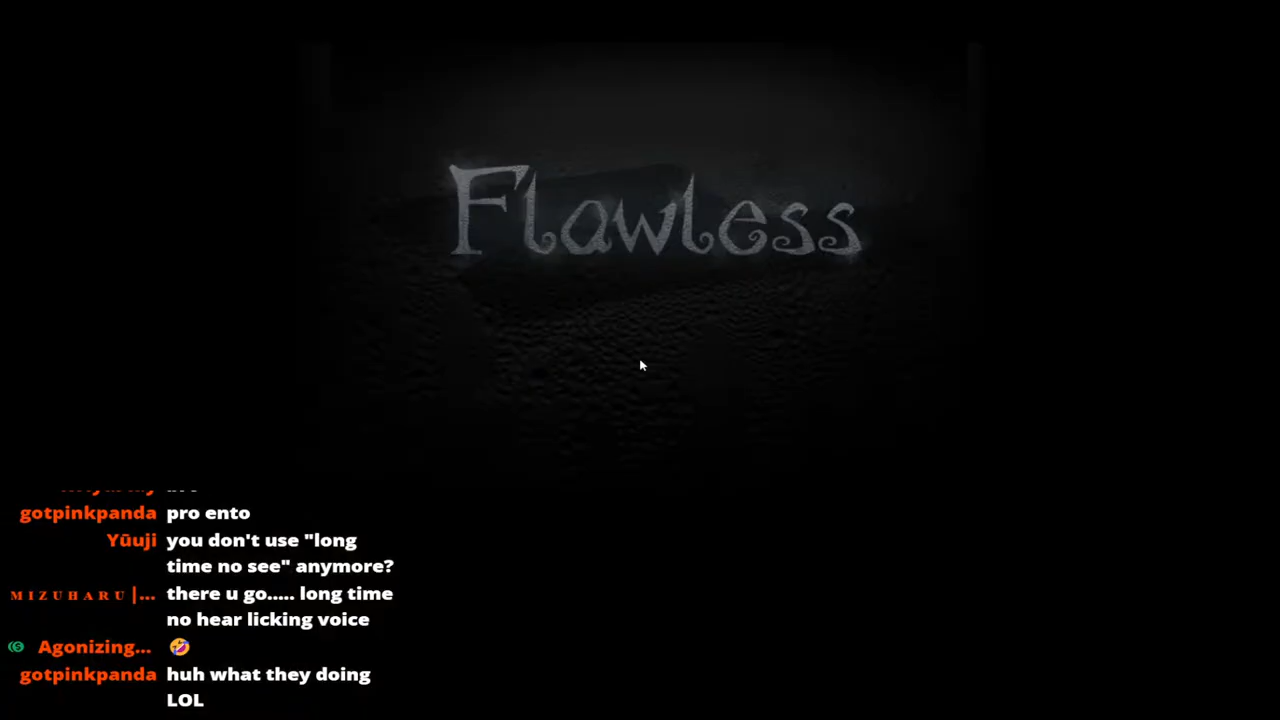 Flawless
gotpinkpanda pro ento
Yūuji you don't use "long
time no see" anymore?
ᴍɪᴢᴜʜᴀʀᴜ |... there u go..... long time
no hear licking voice
Agonizing... 🤣
gotpinkpanda huh what they doing
LOL